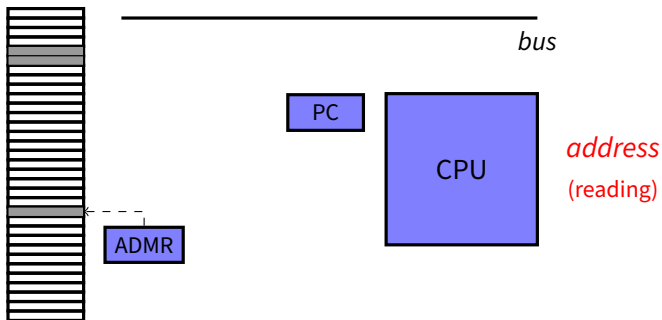 bus
PC
CPU
address
(reading)
ADMR